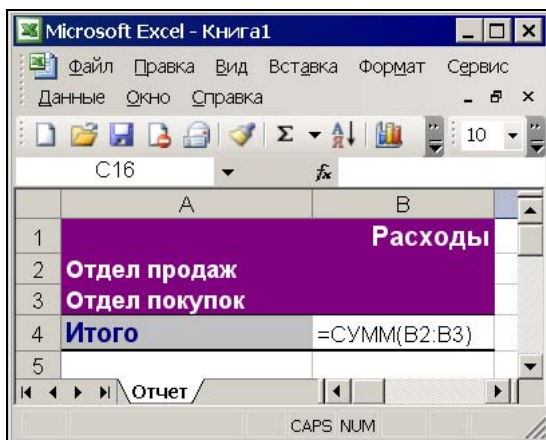 Microsoft Excel - Книга1
Файл Правка Вид Вставка Формат Сервис
Данные Окно Справка
Σ 10
C16 fx
A B
1 Расходы
2 Отдел продаж
3 Отдел покупок
4 Итого =СУММ(B2:B3)
5
Отчет
CAPS NUM